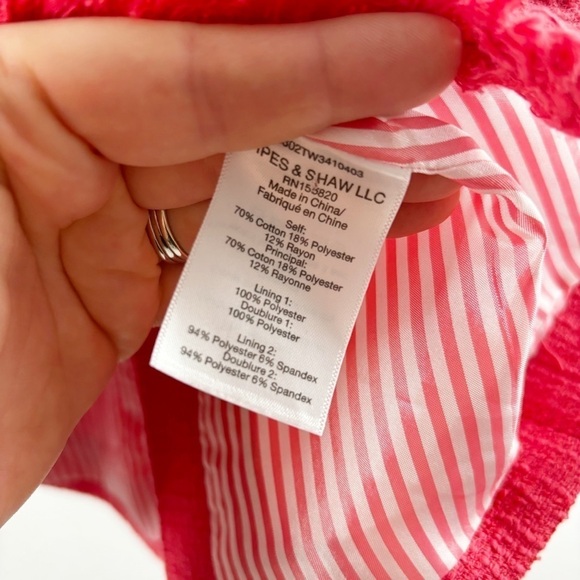 302TW3410403
IPES & SHAW LLC
RN153820
Made in China/
Fabriqué en Chine
Self:
70% Cotton 18% Polyester
12% Rayon
Principal:
70% Cotton 18% Polyester
12% Rayonne
Lining 1:
100% Polyester
Doublure 1:
100% Polyester
Lining 2:
94% Polyester 6% Spandex
Doublure 2:
94% Polyester 6% Spandex